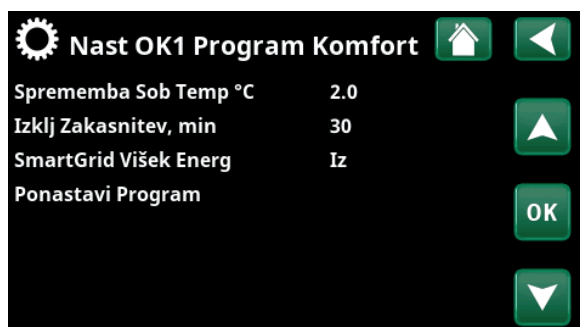 Nast OK1 Program Komfort
Sprememba Sob Temp °C 2.0
Izklj Zakasnitev, min 30
SmartGrid Višek Energ Iz
Ponastavi Program
OK